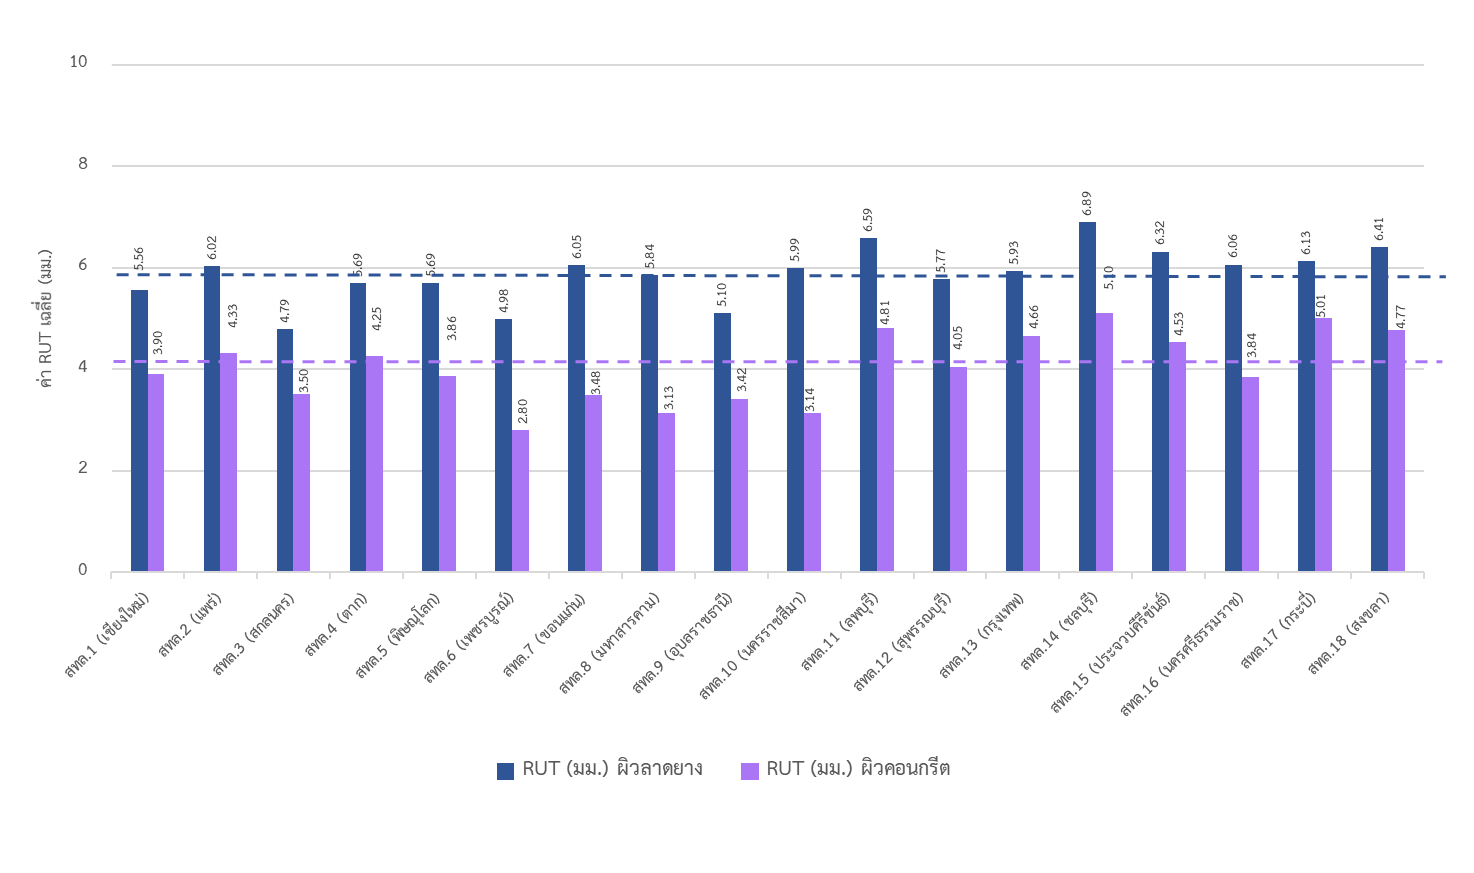 10
8
6
4
2
0
ค่า RUT เฉลี่ย (มม.)
5.56
3.90
6.02
4.33
4.79
3.50
5.69
4.25
5.69
3.86
4.98
2.80
6.05
3.48
5.84
3.13
5.10
3.42
5.99
3.14
6.59
4.81
5.77
4.05
5.93
4.66
6.89
5.10
6.32
4.53
6.06
3.84
6.13
5.01
6.41
4.77
สทล.1 (เชียงใหม่)
สทล.2 (แพร่)
สทล.3 (สกลนคร)
สทล.4 (ตาก)
สทล.5 (พิษณุโลก)
สทล.6 (เพชรบูรณ์)
สทล.7 (ขอนแก่น)
สทล.8 (มหาสารคาม)
สทล.9 (อุบลราชธานี)
สทล.10 (นครราชสีมา)
สทล.11 (ลพบุรี)
สทล.12 (สุพรรณบุรี)
สทล.13 (กรุงเทพ)
สทล.14 (ชลบุรี)
สทล.15 (ประจวบคีรีขันธ์)
สทล.16 (นครศรีธรรมราช)
สทล.17 (กระบี่)
สทล.18 (สงขลา)
RUT (มม.) ผิวลาดยาง
RUT (มม.) ผิวคอนกรีต